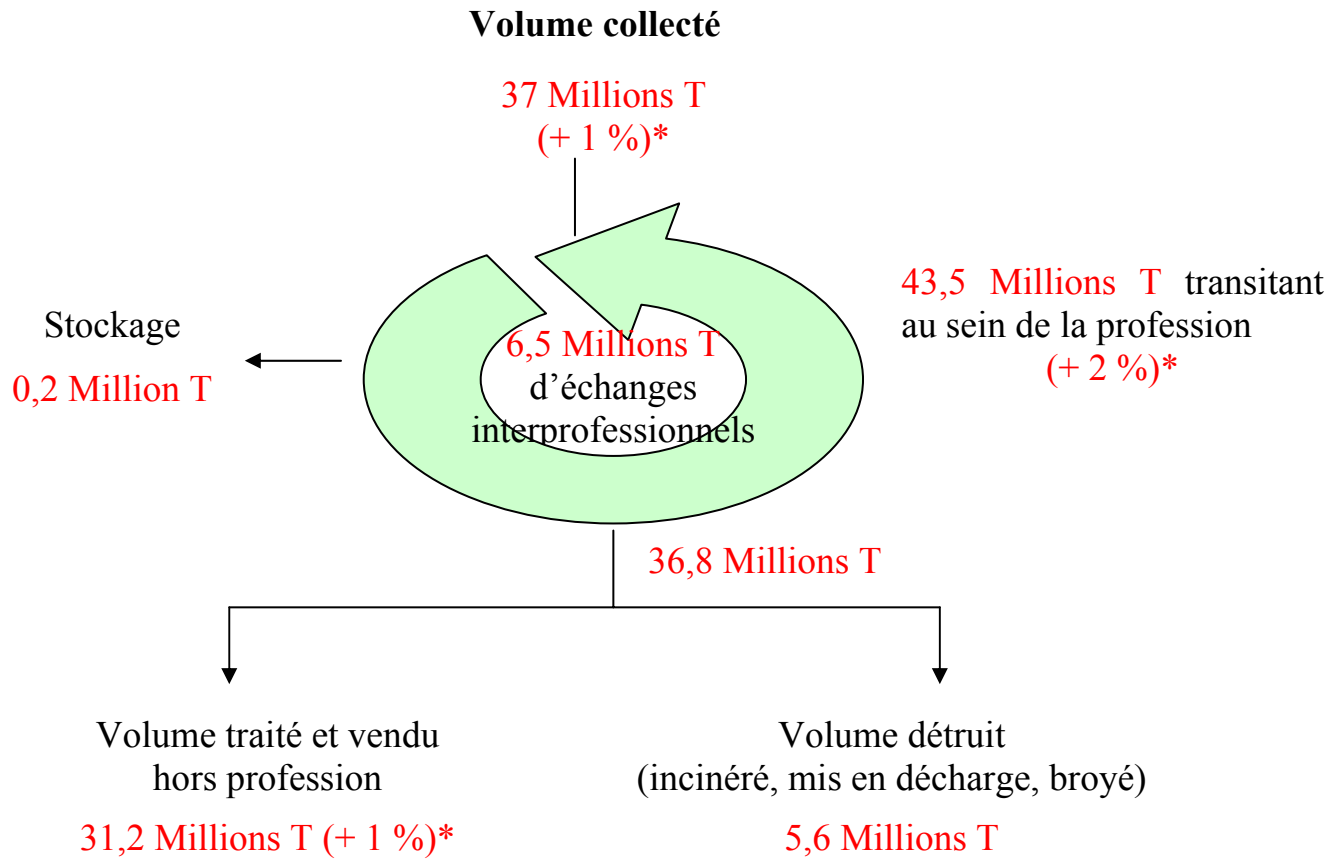 Volume collecté
37 Millions T
(+ 1 %)*
43,5 Millions T transitant
au sein de la profession
(+ 2 %)*
Stockage
0,2 Million T
6,5 Millions T
d’échanges
interprofessionnels
36,8 Millions T
Volume traité et vendu
hors profession
31,2 Millions T (+ 1 %)*
Volume détruit
(incinéré, mis en décharge, broyé)
5,6 Millions T